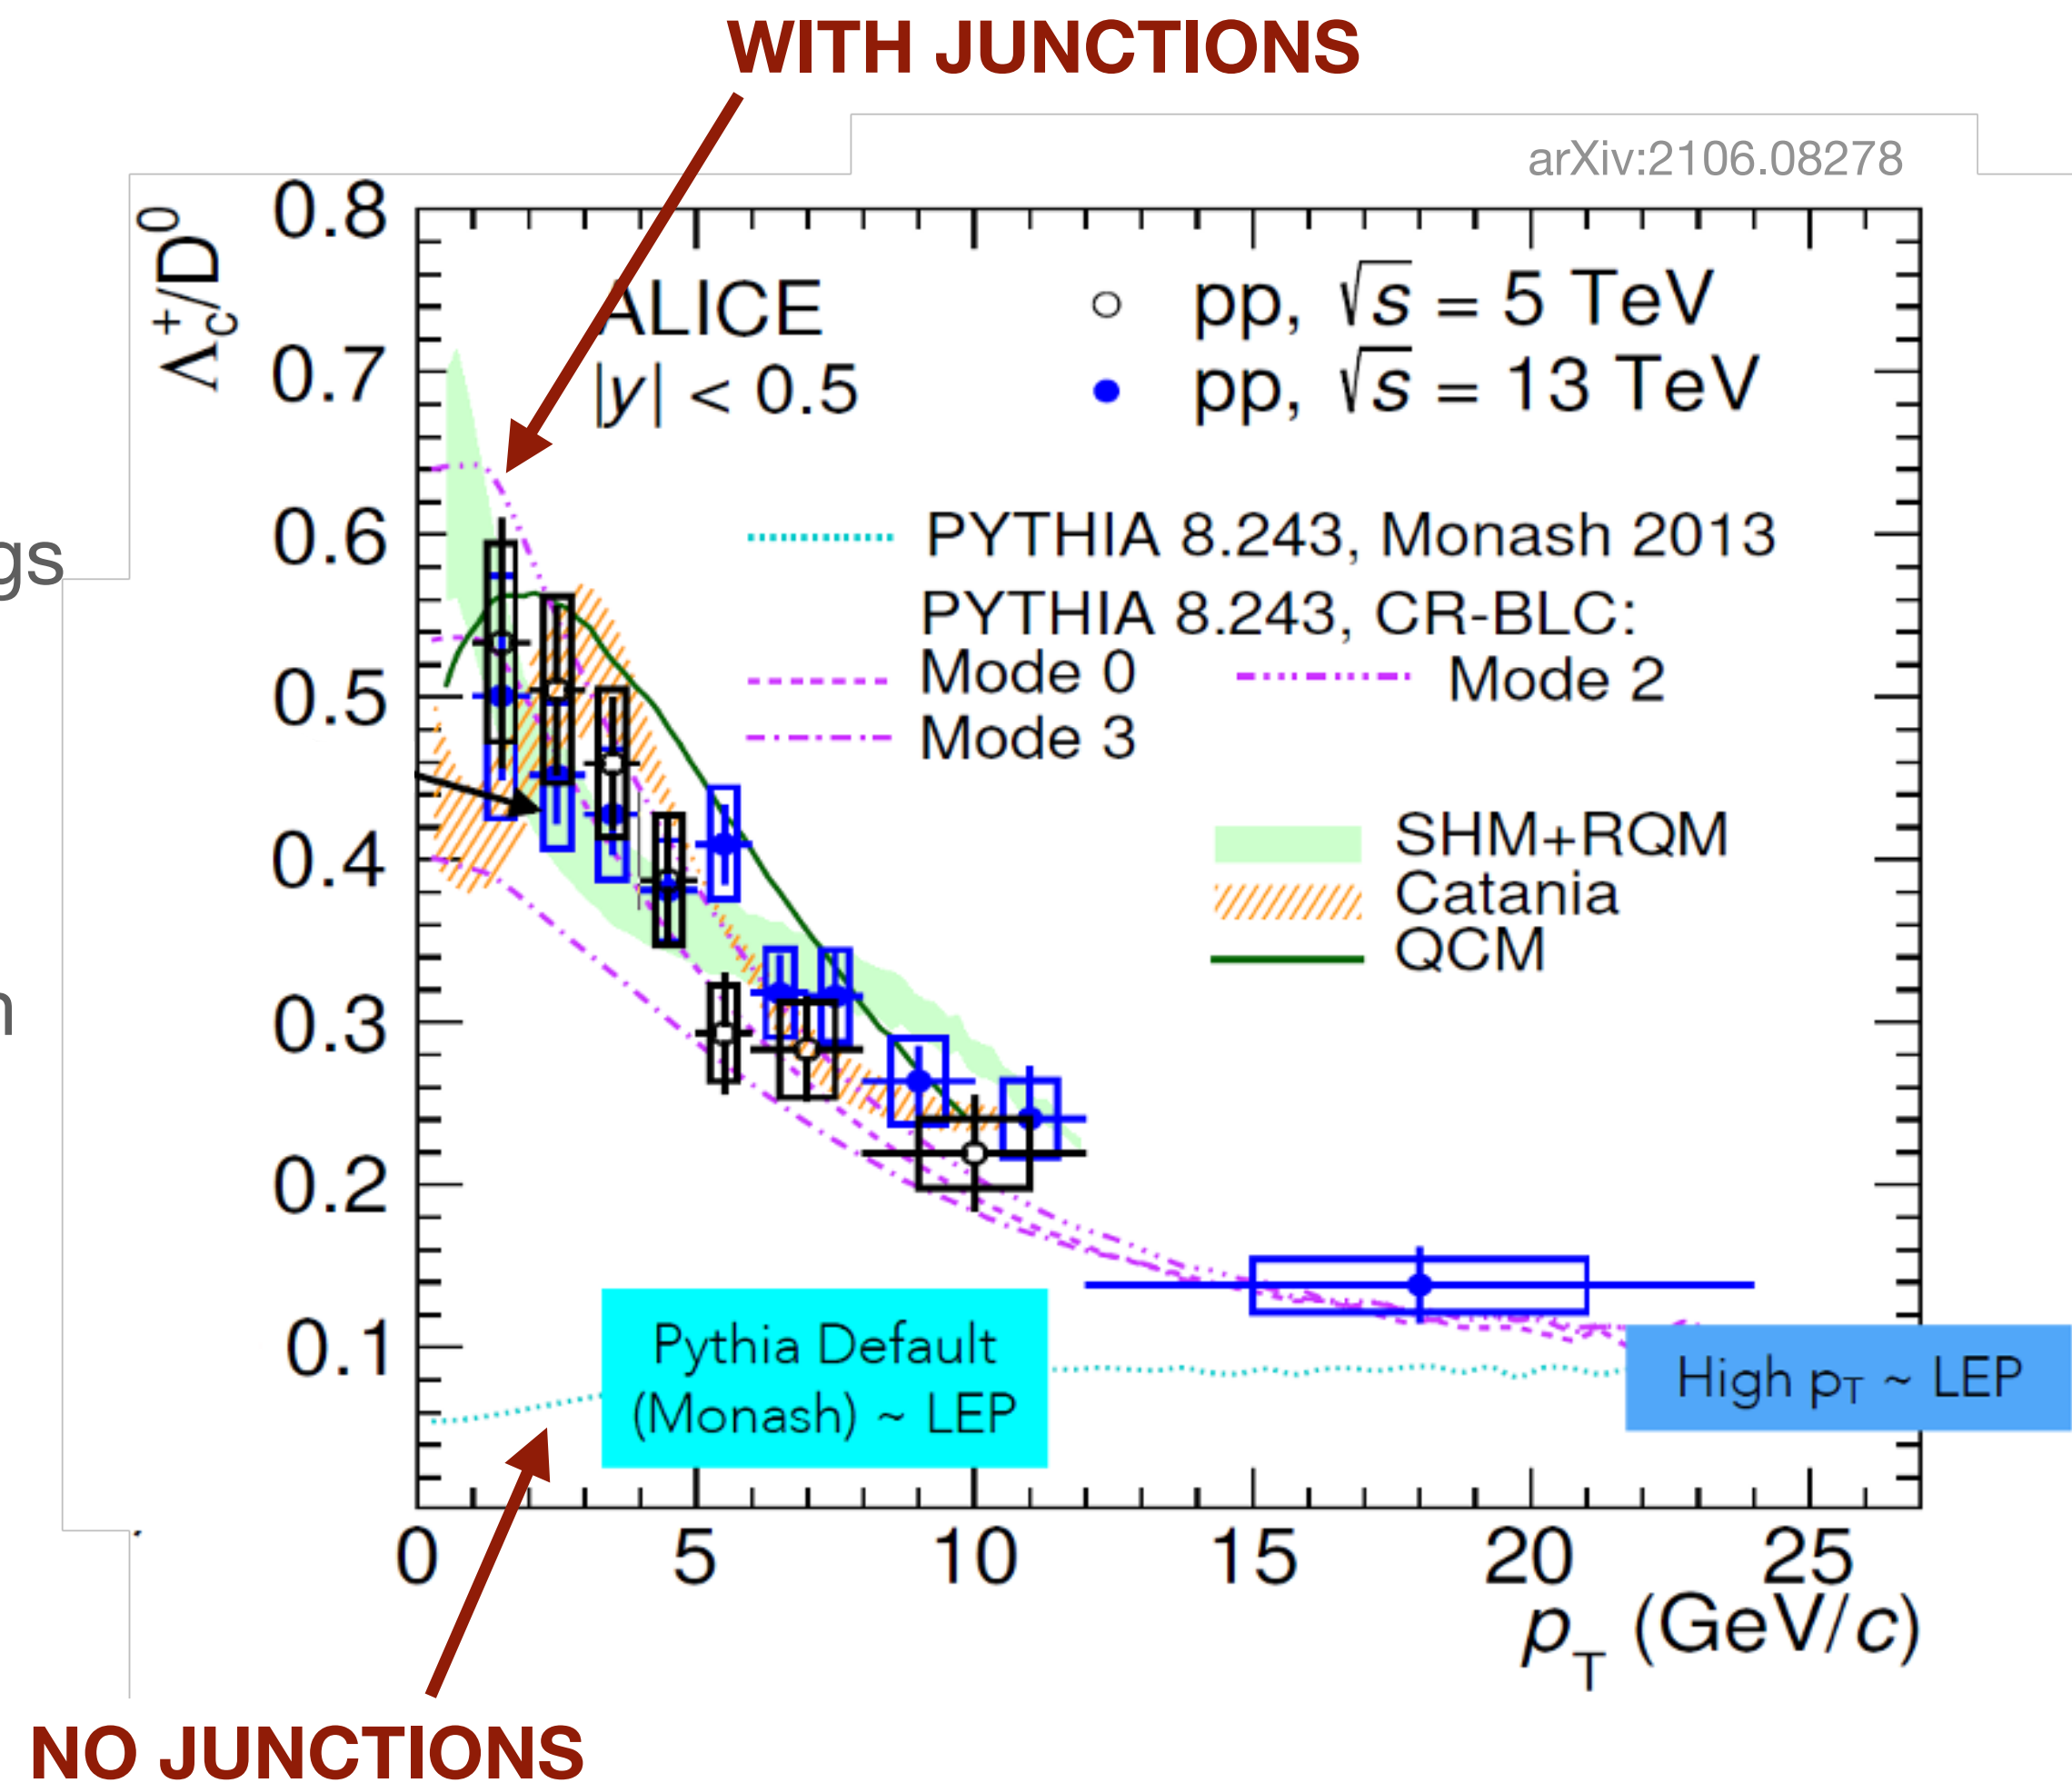 WITH JUNCTIONS
arXiv:2106.08278
Λc+/D0
0.8
0.7
0.6
0.5
0.4
0.3
0.2
0.1
ALICE
|y| < 0.5
pp, √s = 5 TeV
pp, √s = 13 TeV
PYTHIA 8.243, Monash 2013
PYTHIA 8.243, CR-BLC:
Mode 0
Mode 2
Mode 3
SHM+RQM
Catania
QCM
gs
Pythia Default
(Monash) ~ LEP
High pT ~ LEP
0 5 10 15 20 25
pT (GeV/c)
NO JUNCTIONS